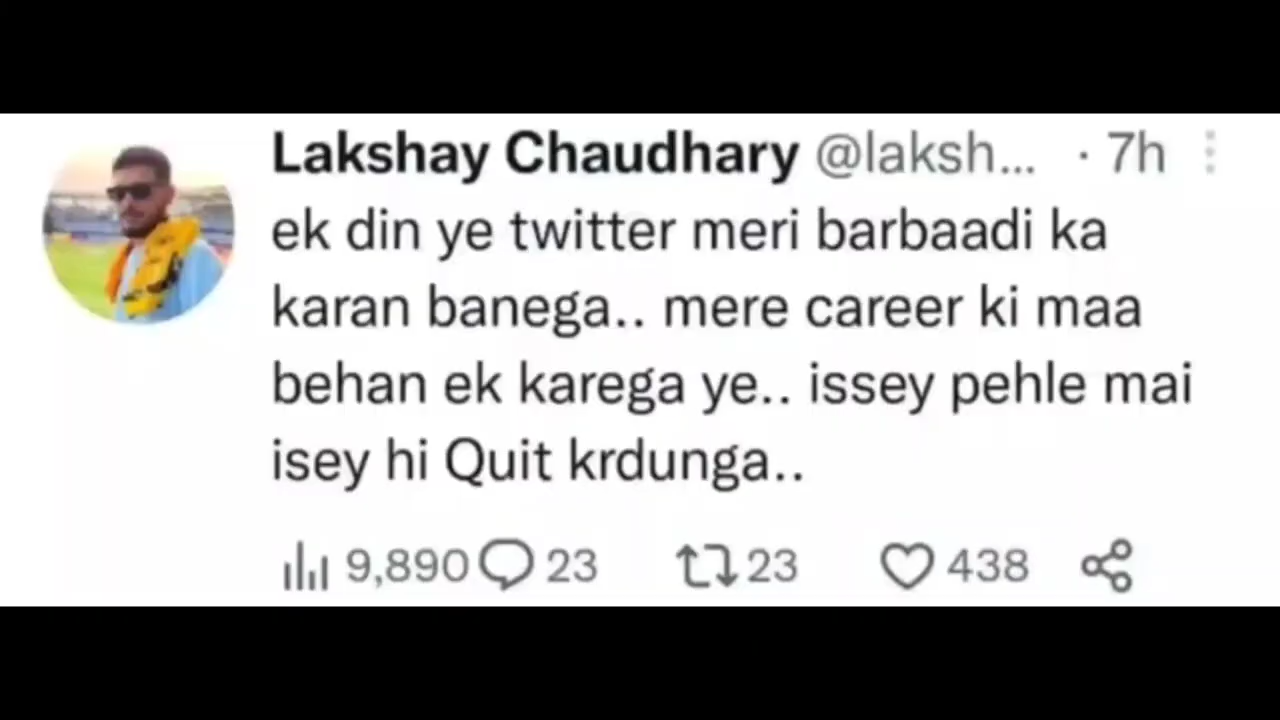 Lakshay Chaudhary @laksh... · 7h
ek din ye twitter meri barbaadi ka
karan banega.. mere career ki maa
behan ek karega ye.. issey pehle mai
isey hi Quit krdunga..
9,890 23 23 438